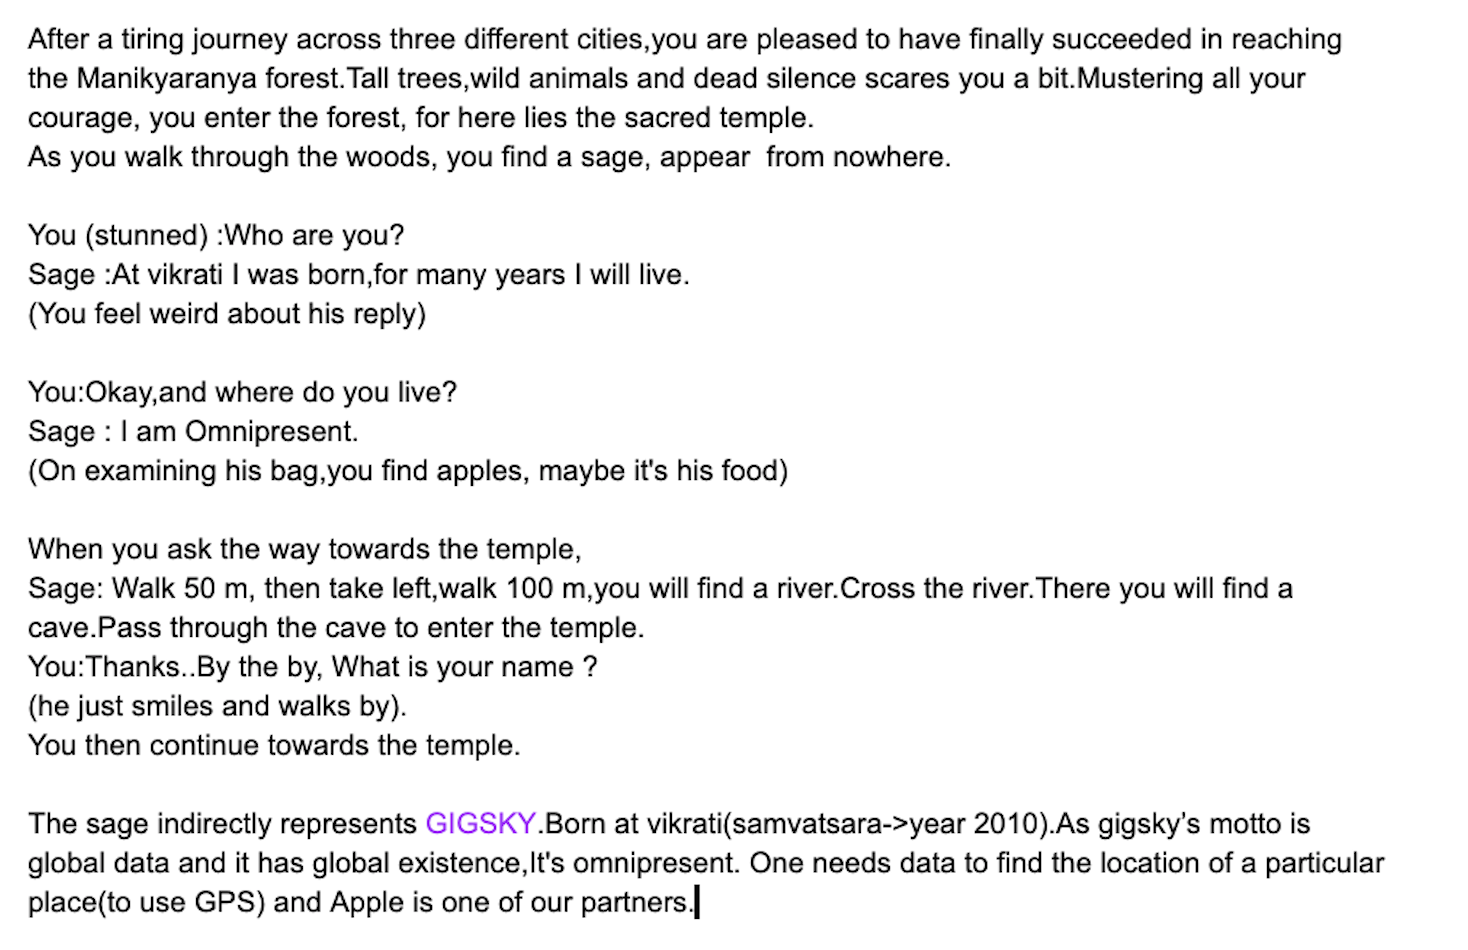 After a tiring journey across three different cities,you are pleased to have finally succeeded in reaching
the Manikyaranya forest.Tall trees,wild animals and dead silence scares you a bit.Mustering all your
courage, you enter the forest, for here lies the sacred temple.
As you walk through the woods, you find a sage, appear  from nowhere.

You (stunned) :Who are you?
Sage :At vikrati I was born,for many years I will live.
(You feel weird about his reply)

You:Okay,and where do you live?
Sage : I am Omnipresent.
(On examining his bag,you find apples, maybe it's his food)

When you ask the way towards the temple,
Sage: Walk 50 m, then take left,walk 100 m,you will find a river.Cross the river.There you will find a
cave.Pass through the cave to enter the temple.
You:Thanks..By the by, What is your name ?
(he just smiles and walks by).
You then continue towards the temple.

The sage indirectly represents GIGSKY.Born at vikrati(samvatsara->year 2010).As gigsky's motto is
global data and it has global existence,It's omnipresent. One needs data to find the location of a particular
place(to use GPS) and Apple is one of our partners.